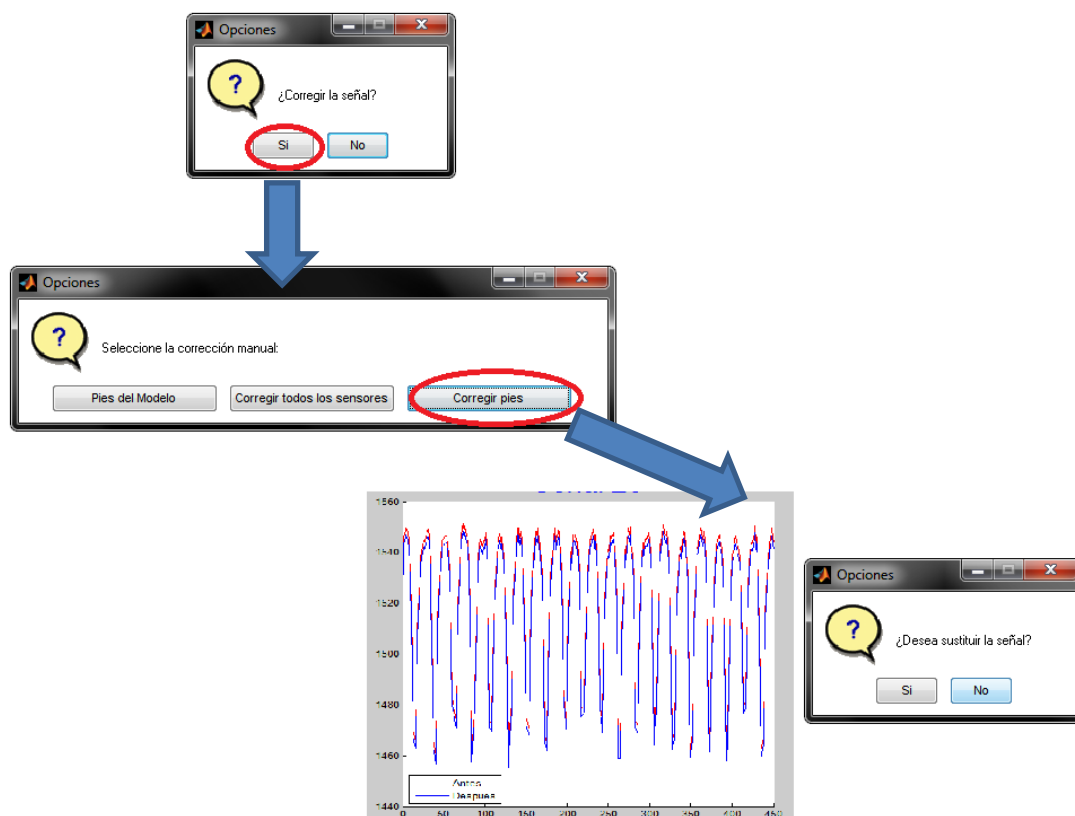 Opciones
?
¿Corregir la señal?
Si
No
Opciones
?
Seleccione la corrección manual:
Pies del Modelo
Corregir todos los sensores
Corregir pies
1560
1540
1520
1500
1480
1460
1440
Antes
Despues
0 50 100 150 200 250 300 350 400 450
Opciones
?
¿Desea sustituir la señal?
Si
No